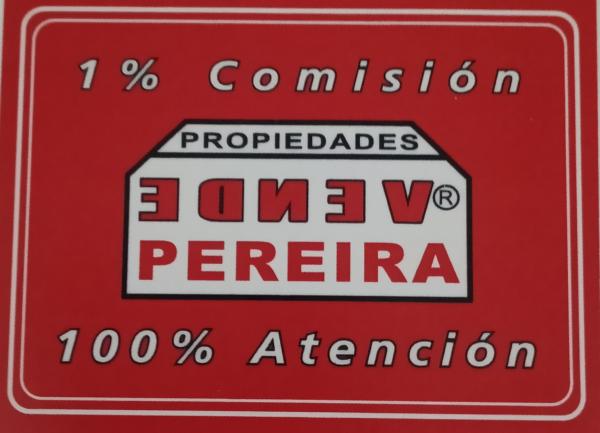 1% Comisión
PROPIEDADES
VENDE®
PEREIRA
100% Atención